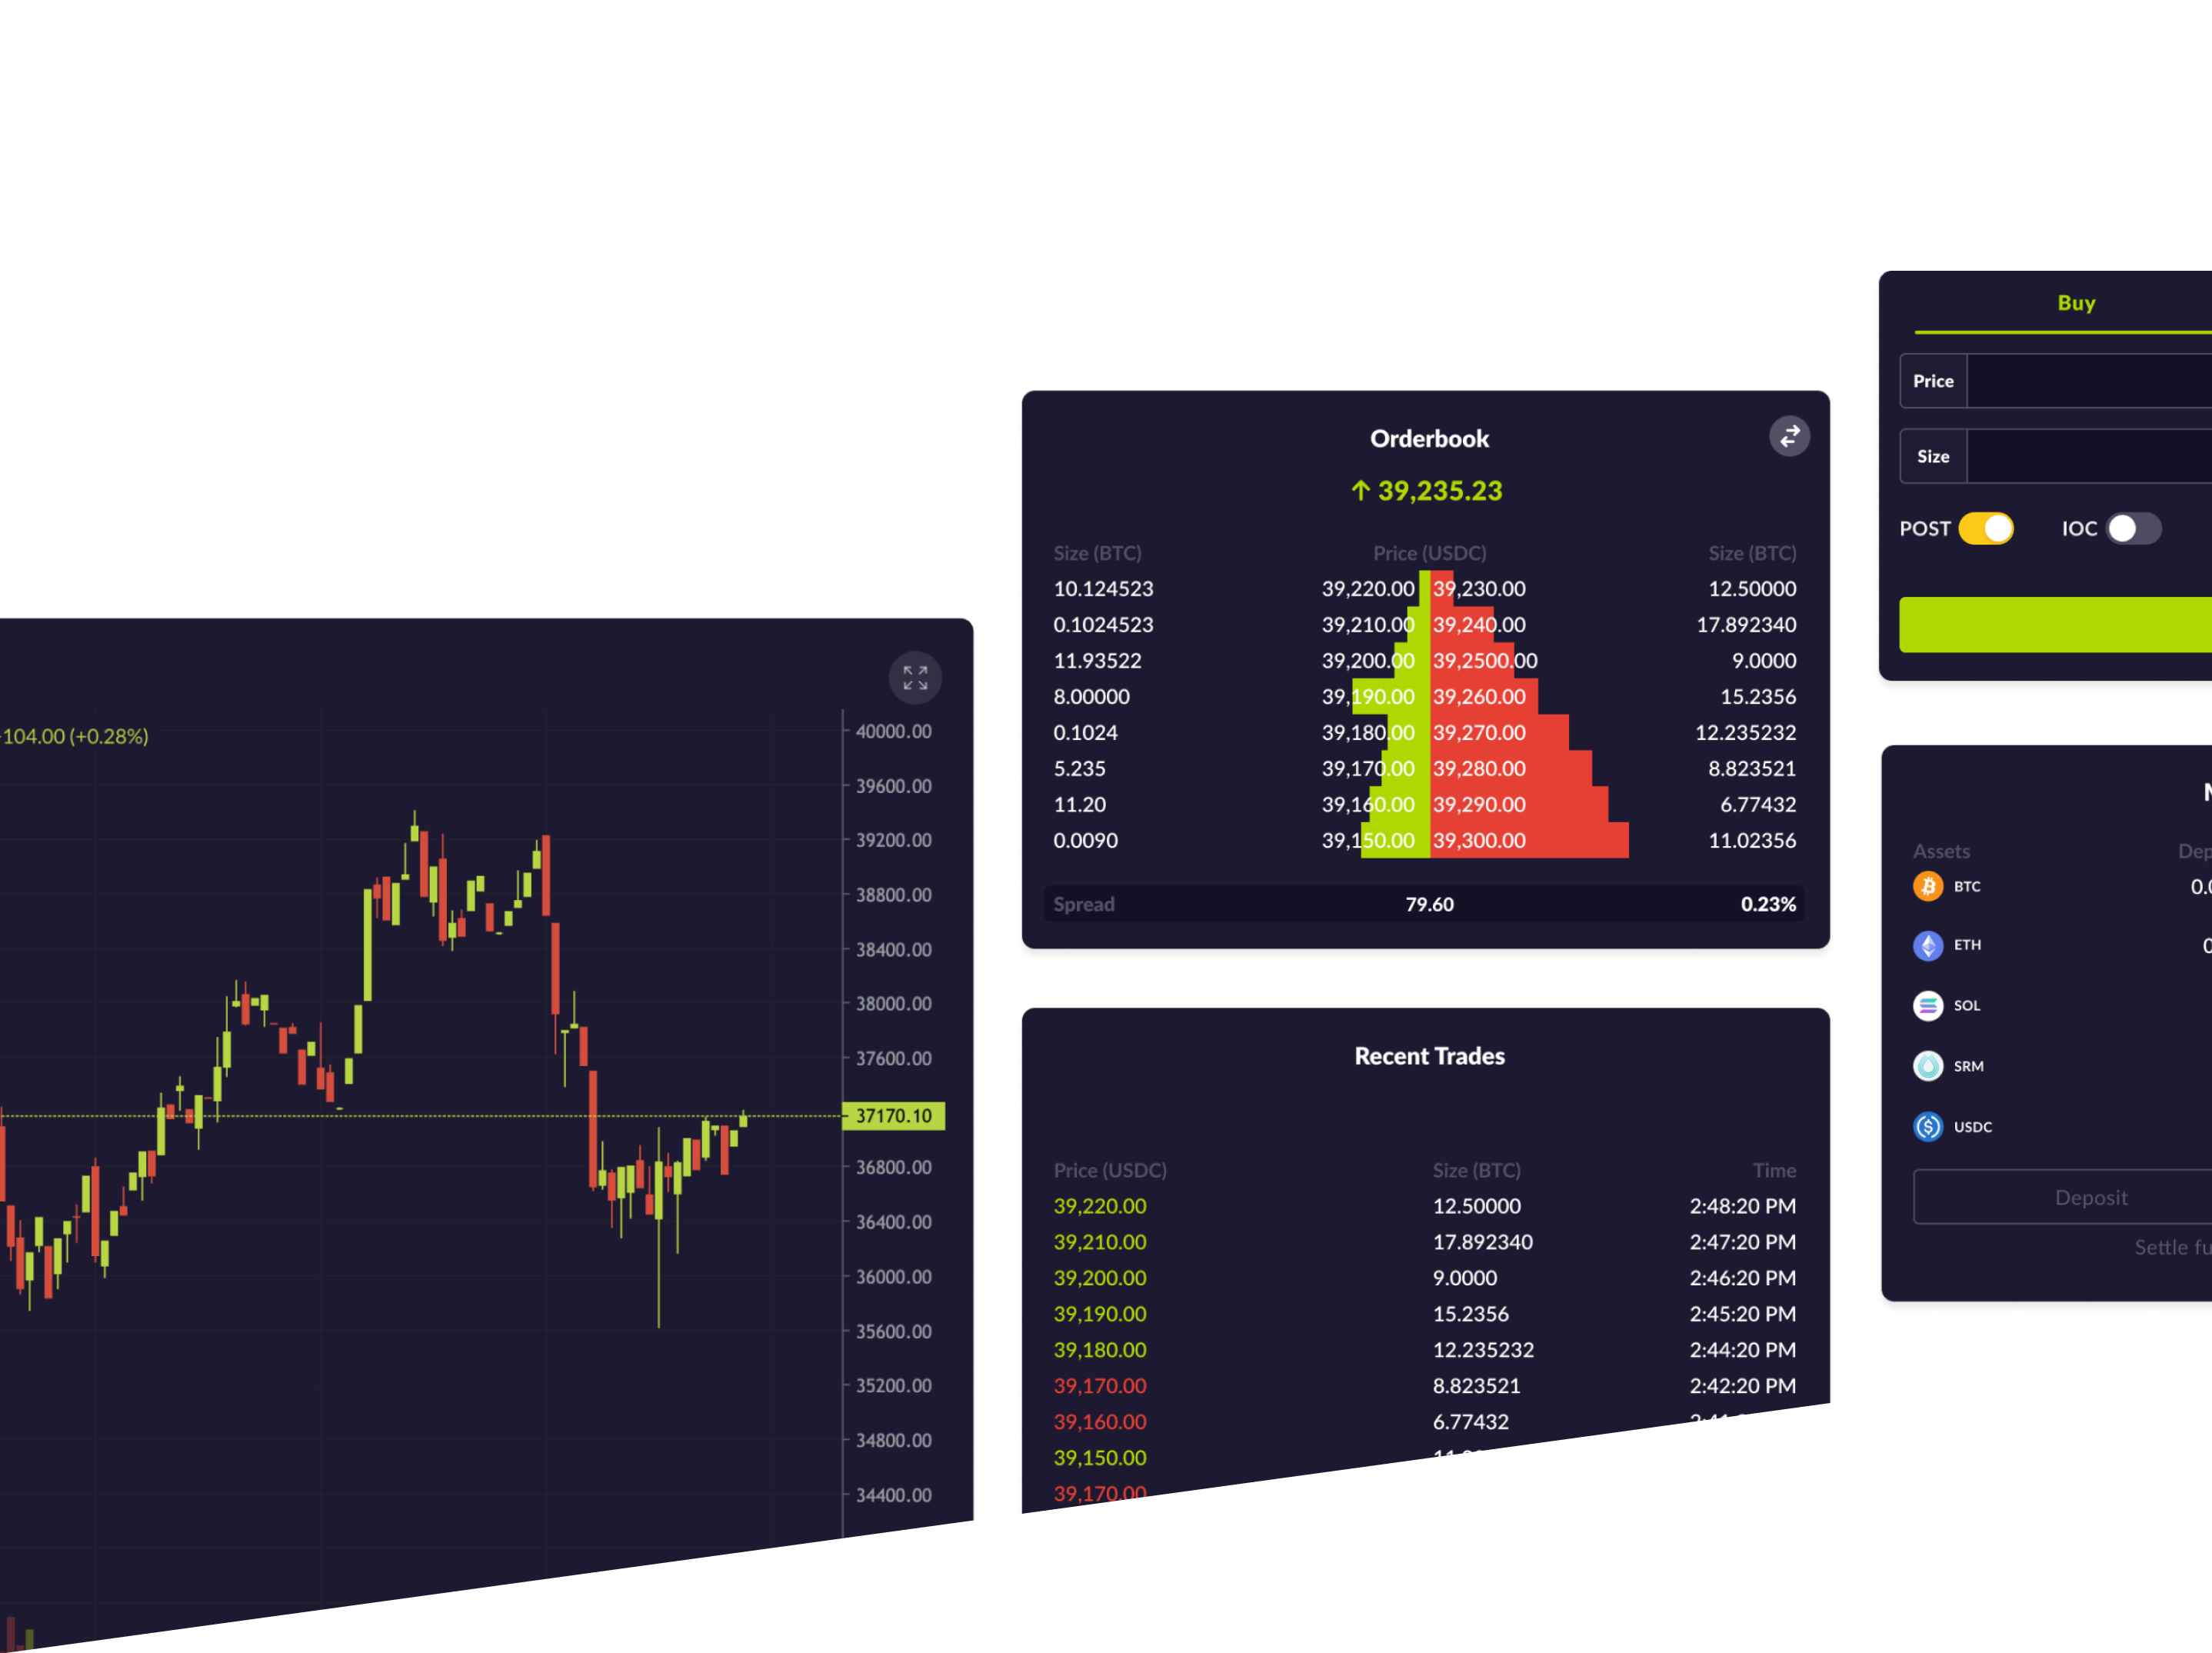 104.00 (+0.28%)
40000.00
39600.00
39200.00
38800.00
38400.00
38000.00
37600.00
37170.10
36800.00
36400.00
36000.00
35600.00
35200.00
34800.00
34400.00
Orderbook
↑ 39,235.23
Size (BTC) Price (USDC) Size (BTC)
10.124523 39,220.00 39,230.00 12.50000
0.1024523 39,210.00 39,240.00 17.892340
11.93522 39,200.00 39,2500.00 9.0000
8.00000 39,190.00 39,260.00 15.2356
0.1024 39,180.00 39,270.00 12.235232
5.235 39,170.00 39,280.00 8.823521
11.20 39,160.00 39,290.00 6.77432
0.0090 39,150.00 39,300.00 11.02356
Spread 79.60 0.23%
Recent Trades
Price (USDC) Size (BTC) Time
39,220.00 12.50000 2:48:20 PM
39,210.00 17.892340 2:47:20 PM
39,200.00 9.0000 2:46:20 PM
39,190.00 15.2356 2:45:20 PM
39,180.00 12.235232 2:44:20 PM
39,170.00 8.823521 2:42:20 PM
39,160.00 6.77432
39,150.00
39,170.00
Buy
Price
Size
POST IOC
Assets Dep
BTC 0.0
ETH 0
SOL
SRM
USDC
Deposit
Settle fu